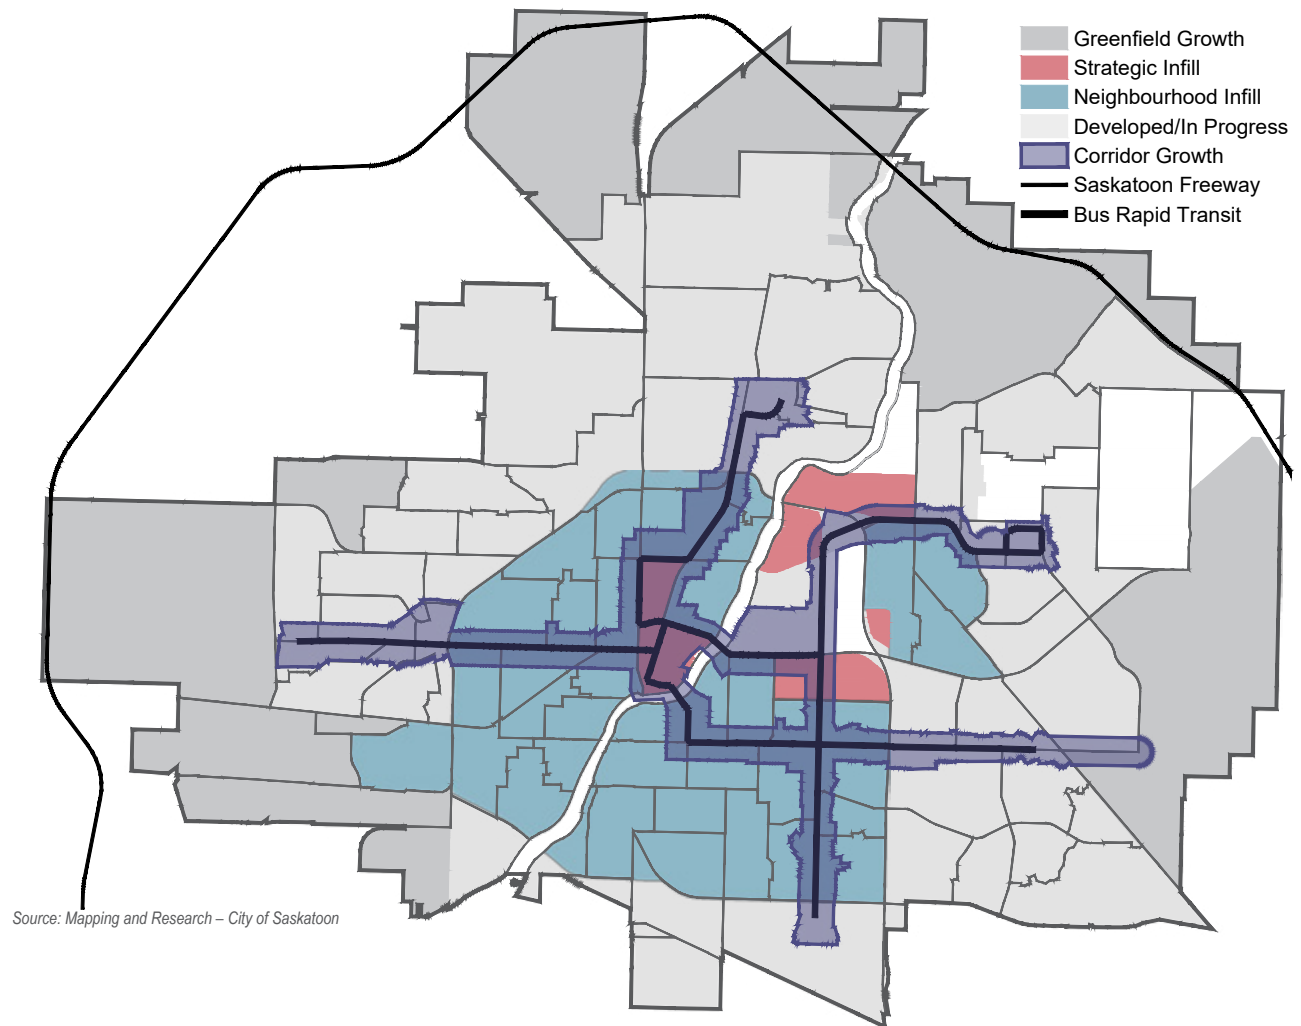 Greenfield Growth
Strategic Infill
Neighbourhood Infill
Developed/In Progress
Corridor Growth
Saskatoon Freeway
Bus Rapid Transit
Source: Mapping and Research – City of Saskatoon